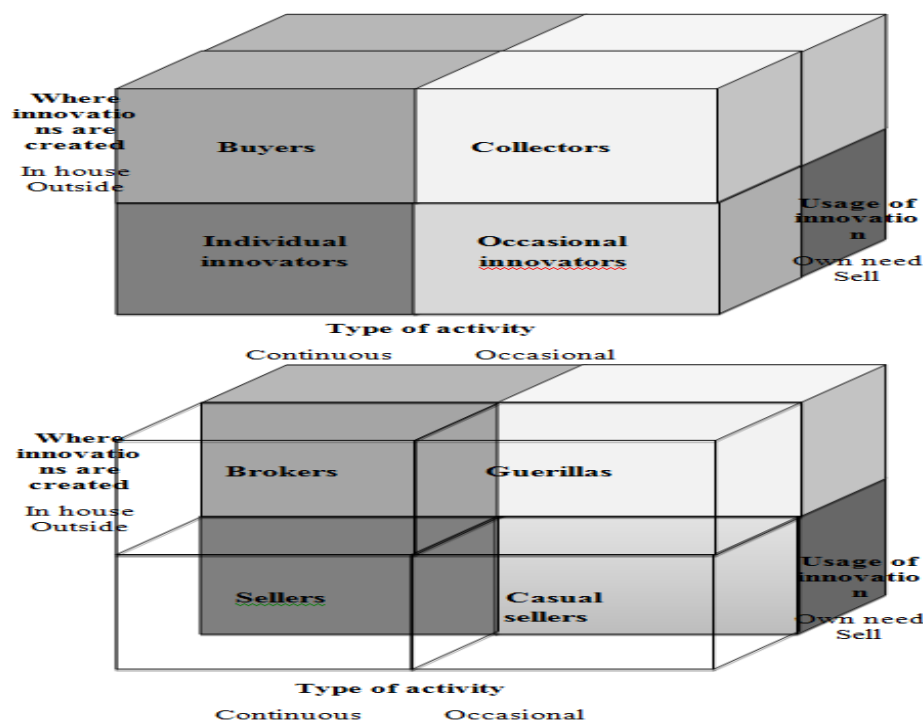 Where
innovatio
ns are
created
In house
Outside
Buyers
Collectors
Individual
innovators
Occasional
innovators
Usage of
innovatio
n
Own need
Sell
Type of activity
Continuous Occasional
Where
innovatio
ns are
created
In house
Outside
Brokers
Guerillas
Sellers
Casual
sellers
Usage of
innovatio
n
Own need
Sell
Type of activity
Continuous Occasional